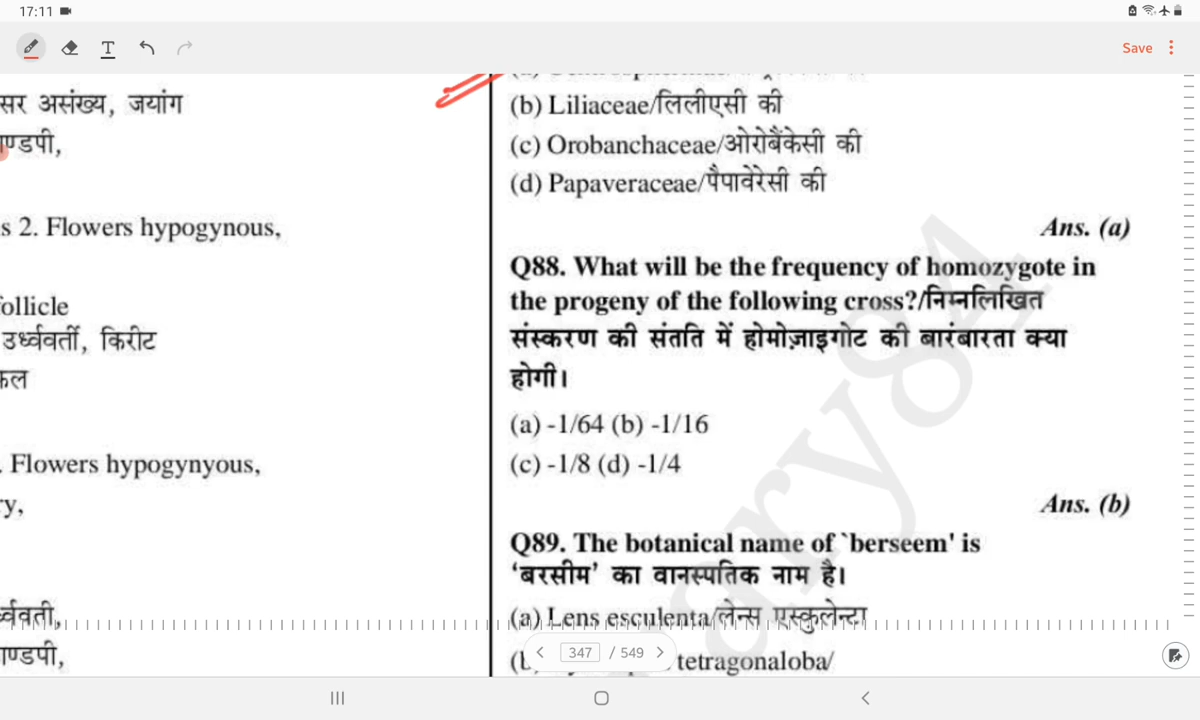 17:11
T
Save
सर असंख्य, जयांग
ण्डपी,
s 2. Flowers hypogynous,
ollicle
उर्ध्ववर्ती, किरीट
फल
. Flowers hypogynyous,
ry,
र्ध्ववती,
ाण्डपी,
(b) Liliaceae/लिलीएसी की
(c) Orobanchaceae/ओरोबैंकेसी की
(d) Papaveraceae/पैपावेरेसी की
Ans. (a)
Q88. What will be the frequency of homozygote in
the progeny of the following cross?/निम्नलिखित
संस्करण की संतति में होमोज़ाइगोट की बारंबारता क्या
होगी।
(a) -1/64 (b) -1/16
(c) -1/8 (d) -1/4
Ans. (b)
Q89. The botanical name of `berseem' is
‘बरसीम’ का वानस्पतिक नाम है।
(a) Lens esculenta/लेन्स एस्कुलेन्टा
tetragonaloba/
347 / 549
ary84